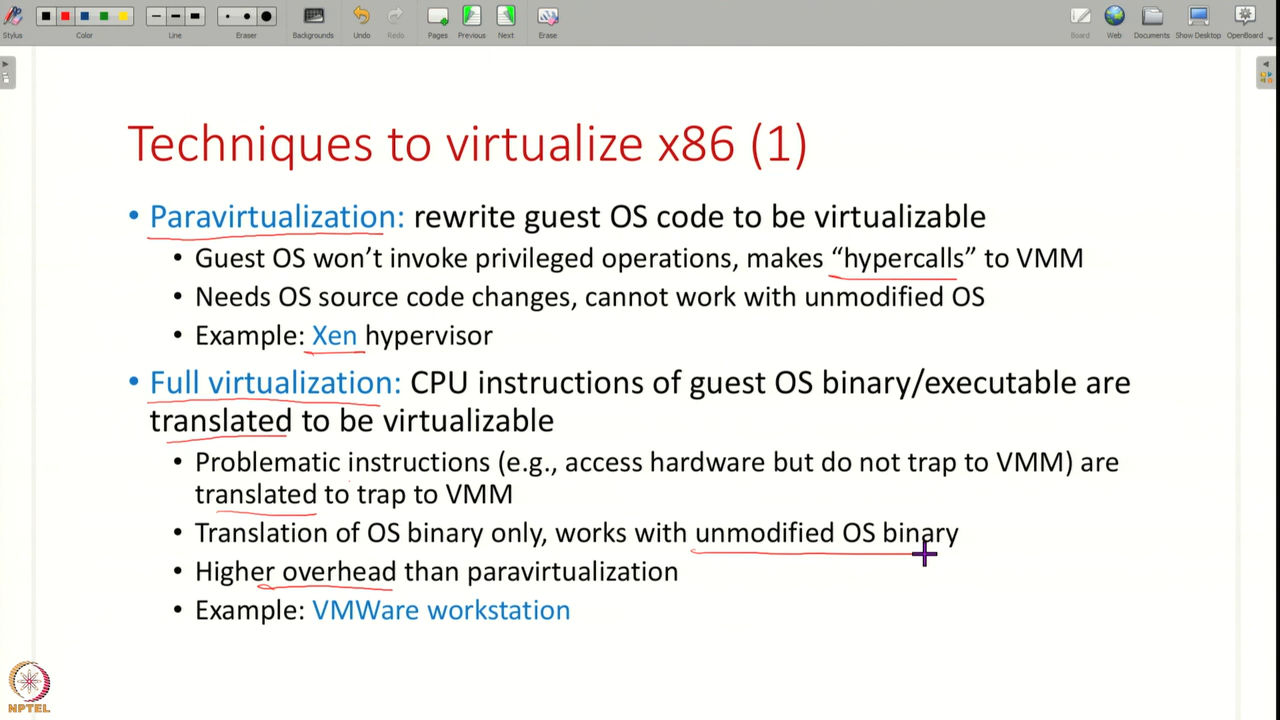 Stylus
Color
Line
Eraser
Backgrounds
Undo
Redo
Pages
Previous
Next
Erase
Board
Web
Documents
Show Desktop
OpenBoard
Techniques to virtualize x86 (1)
• Paravirtualization: rewrite guest OS code to be virtualizable
• Guest OS won’t invoke privileged operations, makes “hypercalls” to VMM
• Needs OS source code changes, cannot work with unmodified OS
• Example: Xen hypervisor
• Full virtualization: CPU instructions of guest OS binary/executable are
translated to be virtualizable
• Problematic instructions (e.g., access hardware but do not trap to VMM) are
translated to trap to VMM
• Translation of OS binary only, works with unmodified OS binary
• Higher overhead than paravirtualization
• Example: VMWare workstation
NPTEL